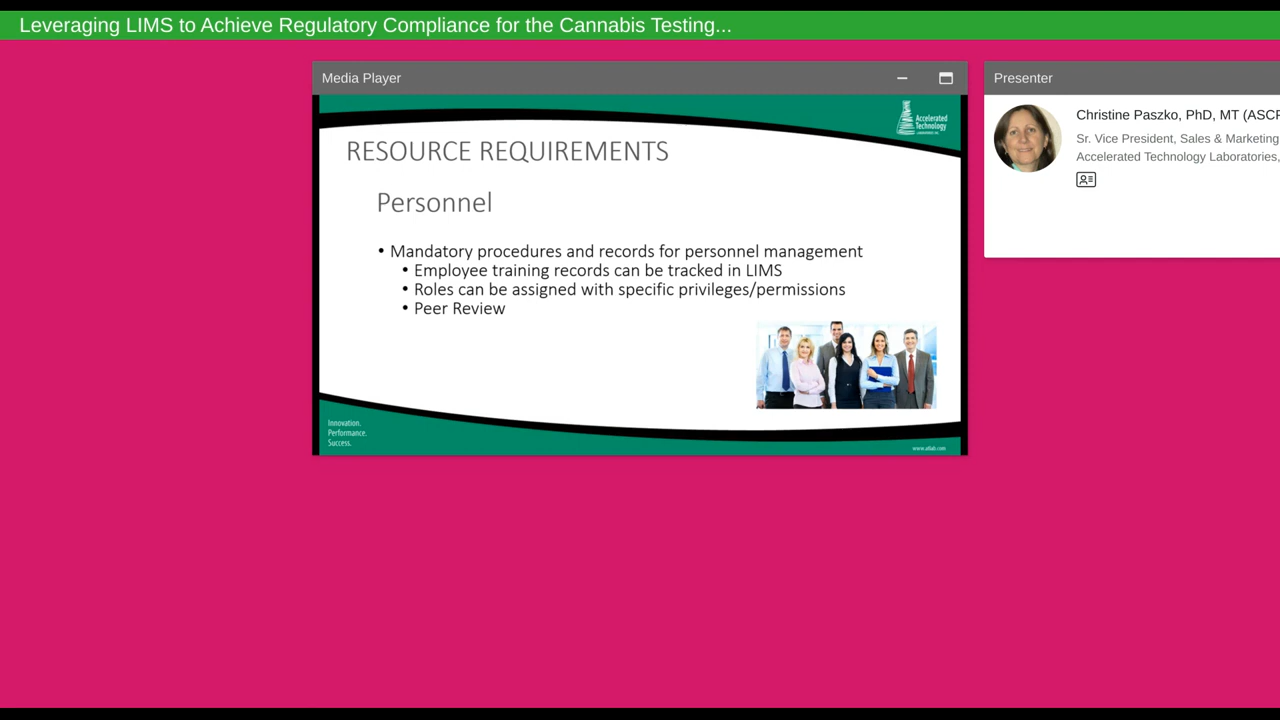 Leveraging LIMS to Achieve Regulatory Compliance for the Cannabis Testing...
Media Player
Presenter
Accelerated
Technology
RESOURCE REQUIREMENTS
Personnel
• Mandatory procedures and records for personnel management
• Employee training records can be tracked in LIMS
• Roles can be assigned with specific privileges/permissions
• Peer Review
Innovation.
Performance.
Success.
www.atlab.com
Christine Paszko, PhD, MT (ASCP
Sr. Vice President, Sales & Marketing
Accelerated Technology Laboratories,